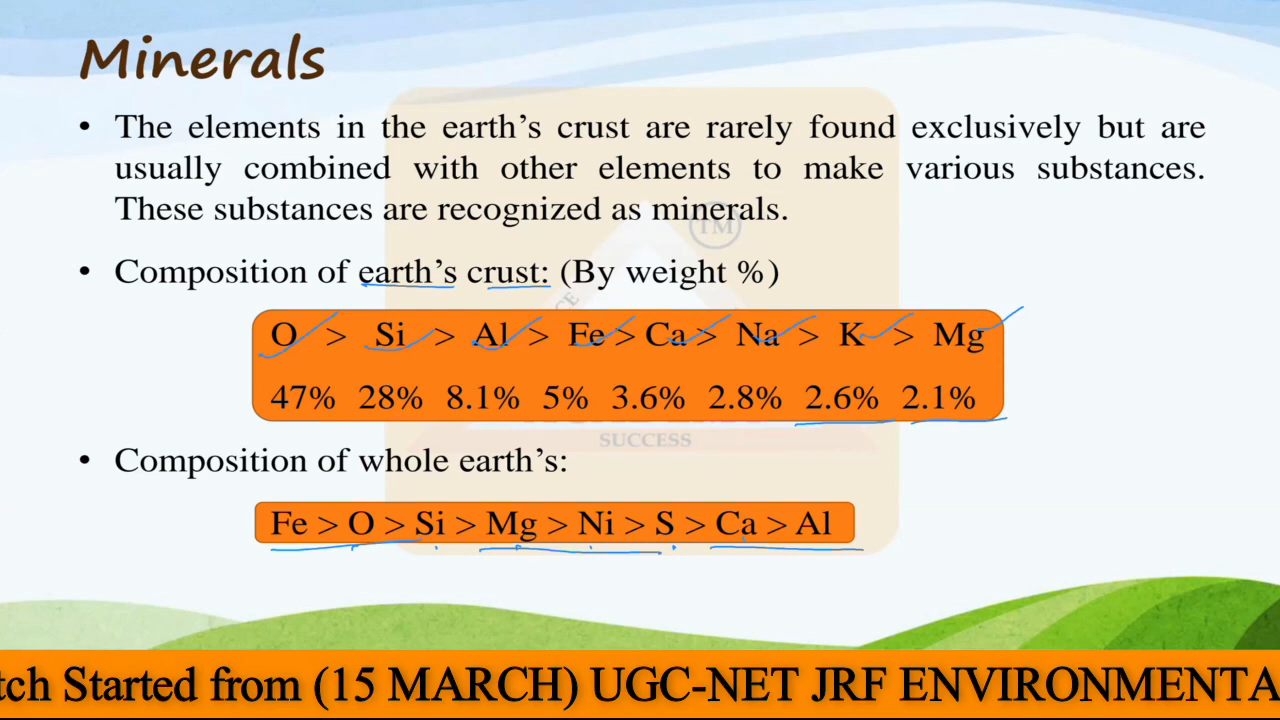 Minerals
• The elements in the earth’s crust are rarely found exclusively but are
usually combined with other elements to make various substances.
These substances are recognized as minerals.
TM
• Composition of earth’s crust: (By weight %)
O > Si > Al > Fe > Ca > Na > K > Mg
47% 28% 8.1% 5% 3.6% 2.8% 2.6% 2.1%
SUCCESS
• Composition of whole earth’s:
Fe > O > Si > Mg > Ni > S > Ca > Al
tch Started from (15 MARCH) UGC-NET JRF ENVIRONMENTA